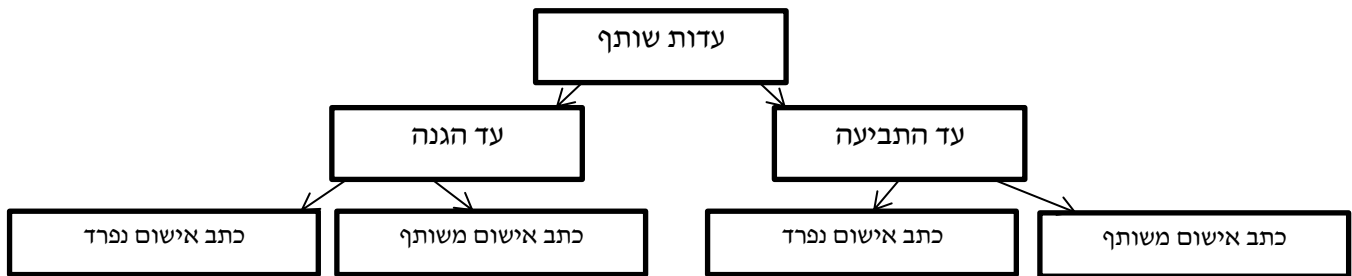 עדות שותף
עד התביעה
עד הגנה
כתב אישום משותף
כתב אישום נפרד
כתב אישום משותף
כתב אישום נפרד